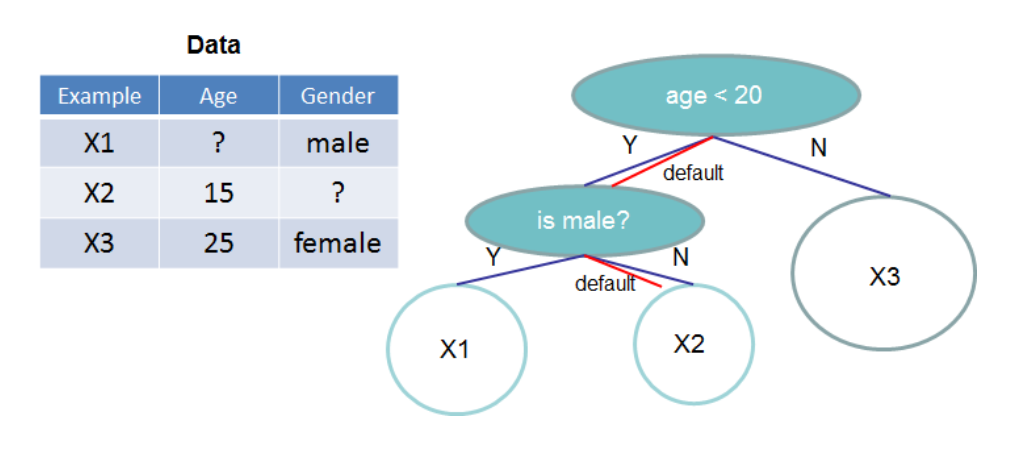 Data
Example Age Gender
X1 ? male
X2 15 ?
X3 25 female
age < 20
Y N
default
is male?
Y N
default
X1 X2 X3